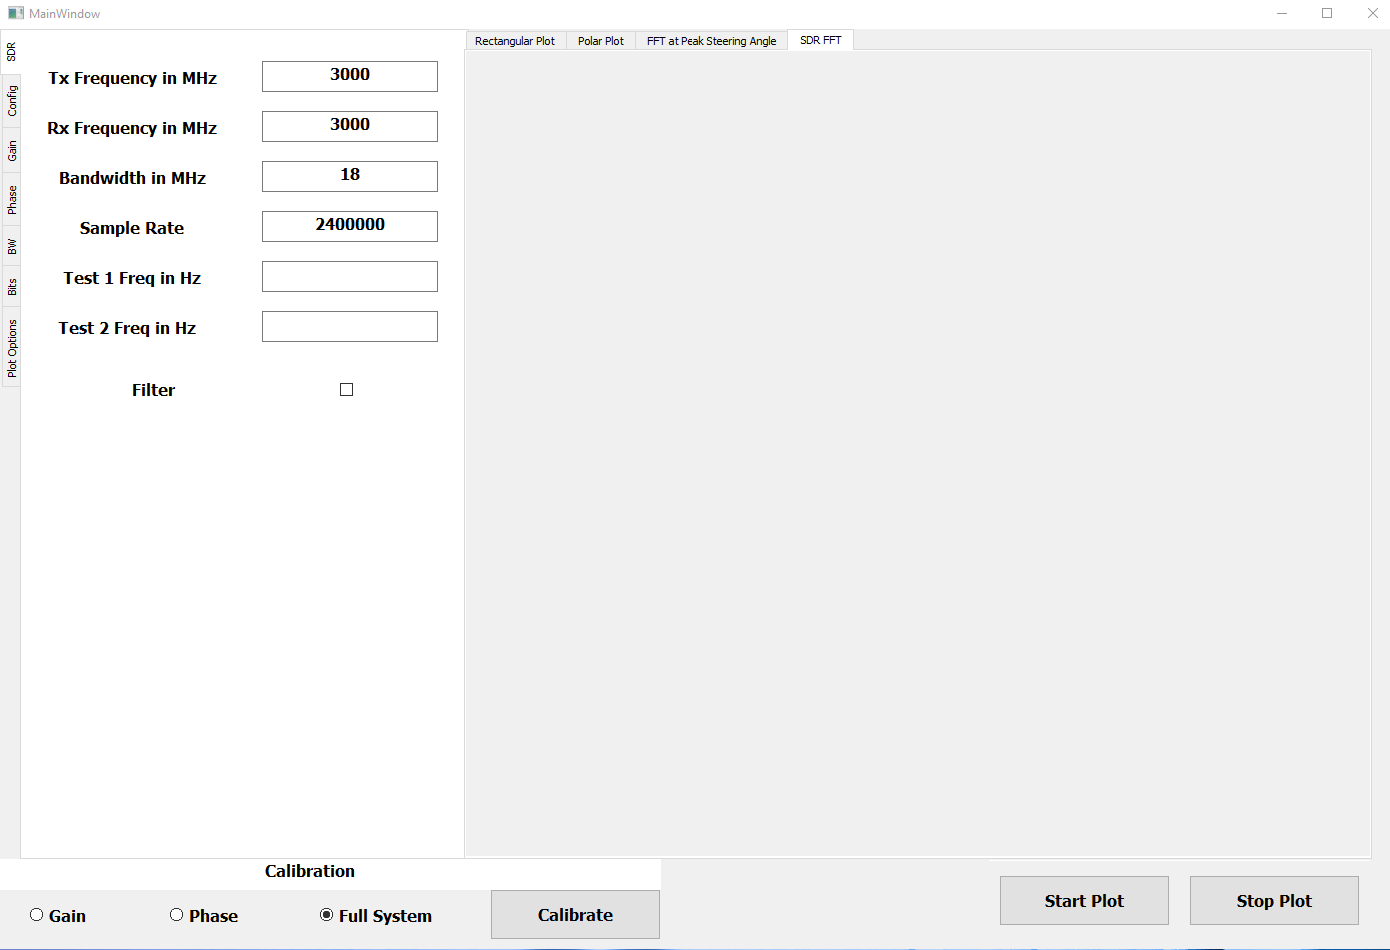 MainWindow
SDR
Config
Gain
Phase
BW
Bits
Plot Options
Tx Frequency in MHz 3000
Rx Frequency in MHz 3000
Bandwidth in MHz 18
Sample Rate 2400000
Test 1 Freq in Hz
Test 2 Freq in Hz
Filter
Rectangular Plot Polar Plot FFT at Peak Steering Angle SDR FFT
Calibration
Gain Phase Full System Calibrate
Start Plot Stop Plot